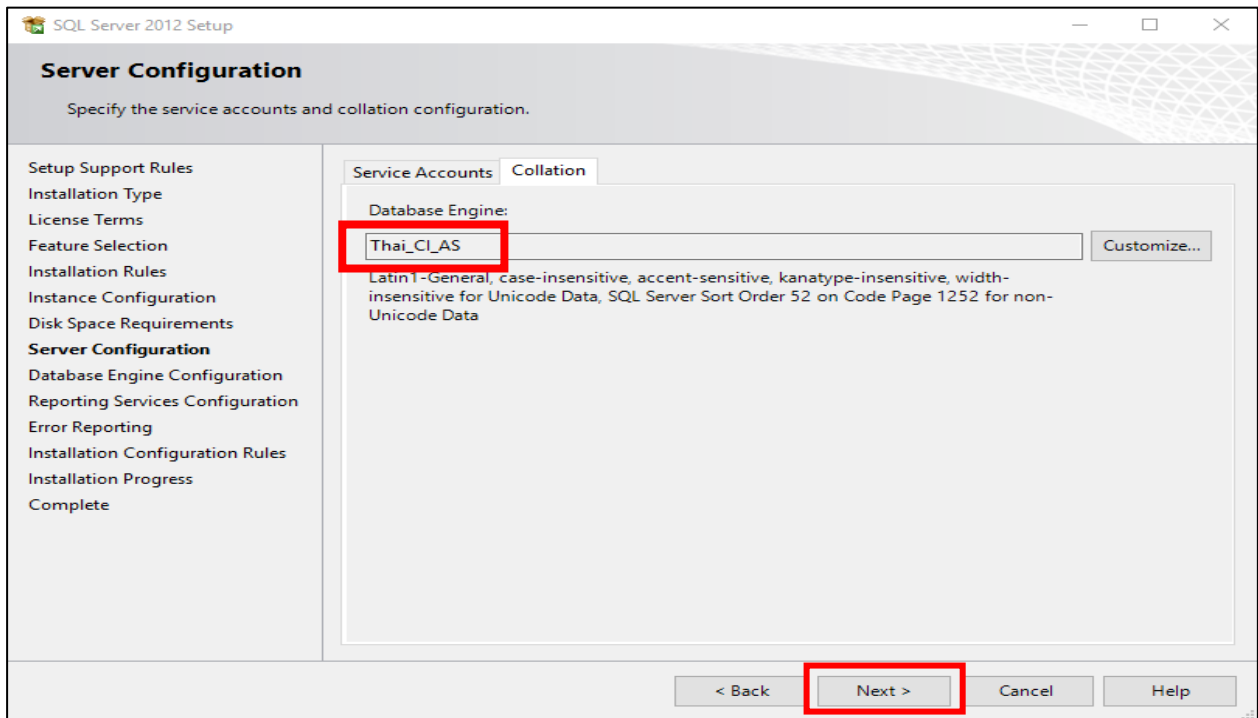 SQL Server 2012 Setup
Server Configuration
Specify the service accounts and collation configuration.
Setup Support Rules
Installation Type
License Terms
Feature Selection
Installation Rules
Instance Configuration
Disk Space Requirements
Server Configuration
Database Engine Configuration
Reporting Services Configuration
Error Reporting
Installation Configuration Rules
Installation Progress
Complete
Service Accounts Collation
Database Engine:
Thai_CI_AS Customize...
Latin1-General, case-insensitive, accent-sensitive, kanatype-insensitive, width-
insensitive for Unicode Data, SQL Server Sort Order 52 on Code Page 1252 for non-
Unicode Data
< Back Next > Cancel Help